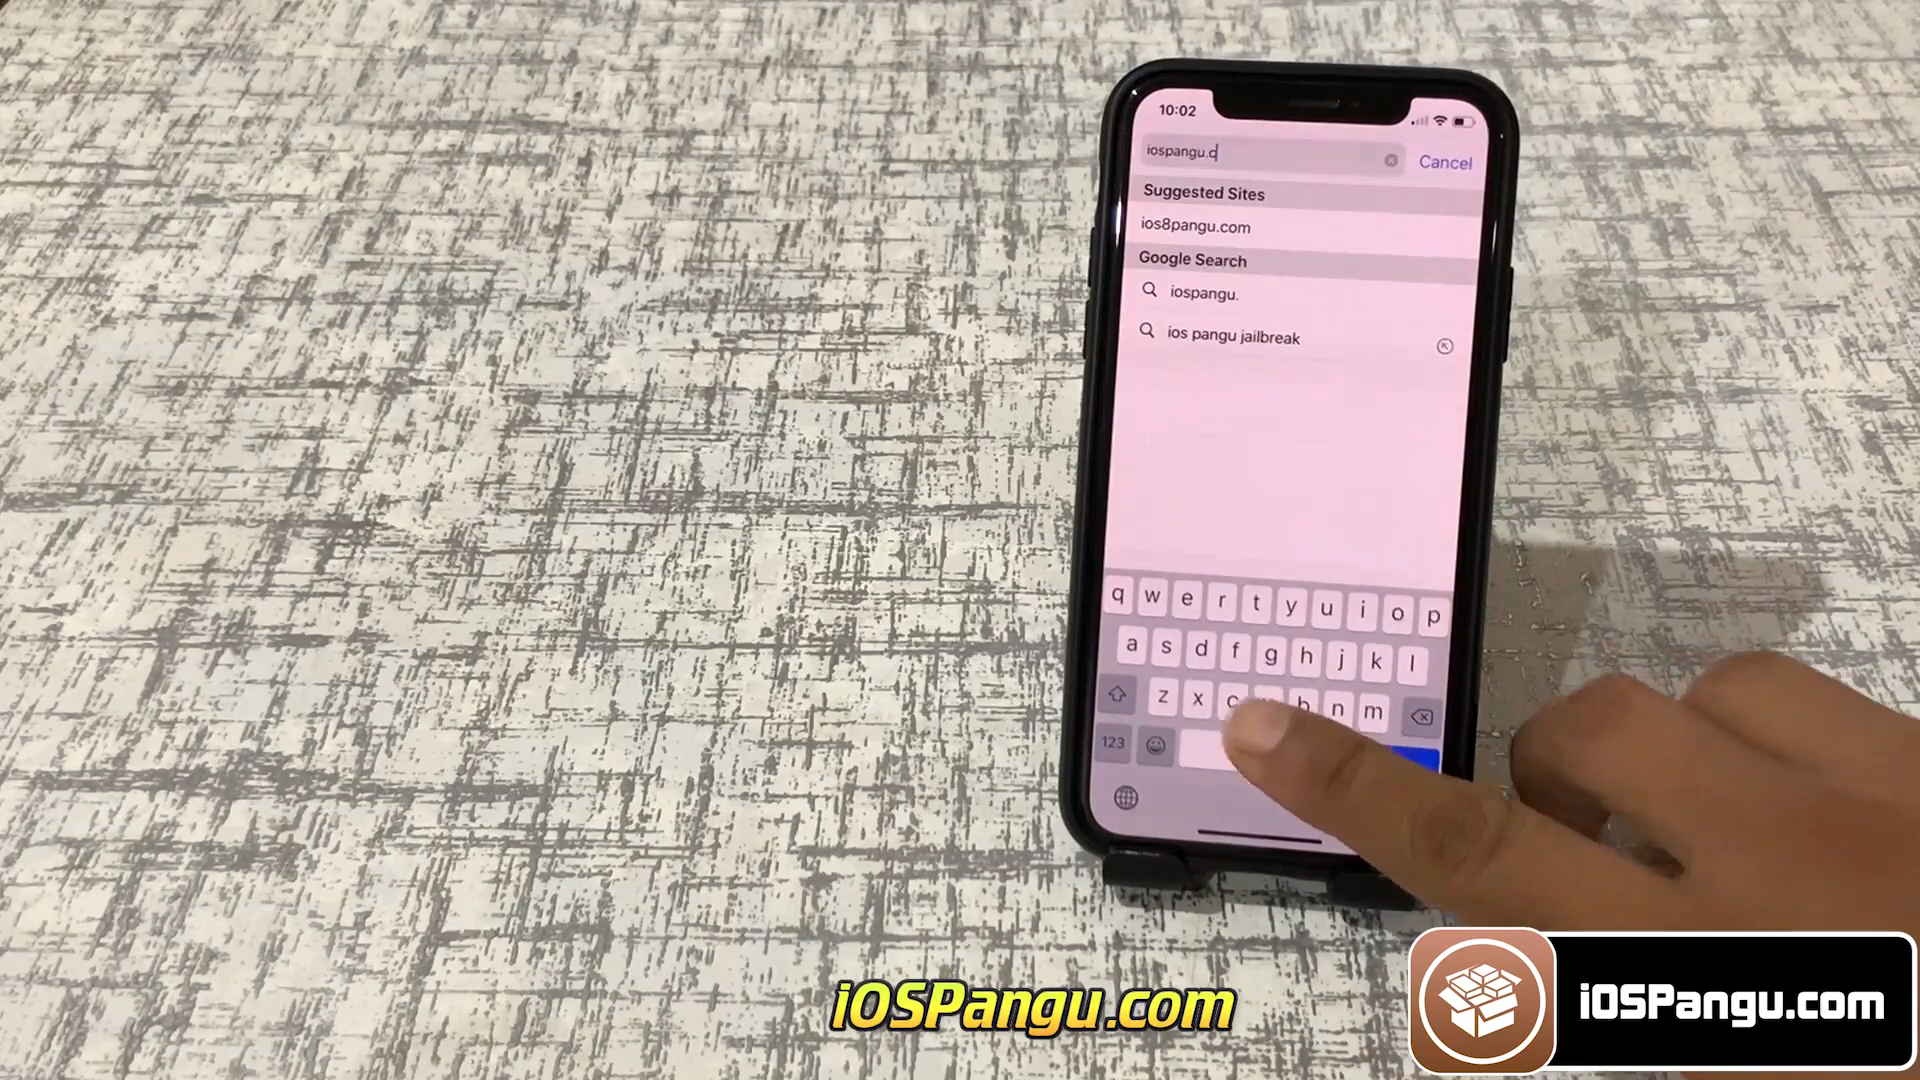 10:02
iospangu.c
Cancel
Suggested Sites
ios8pangu.com
Google Search
iospangu.
ios pangu jailbreak
q w e r t y u i o p
a s d f g h j k l
z x c b n m
123
iOSPangu.com
iOSPangu.com